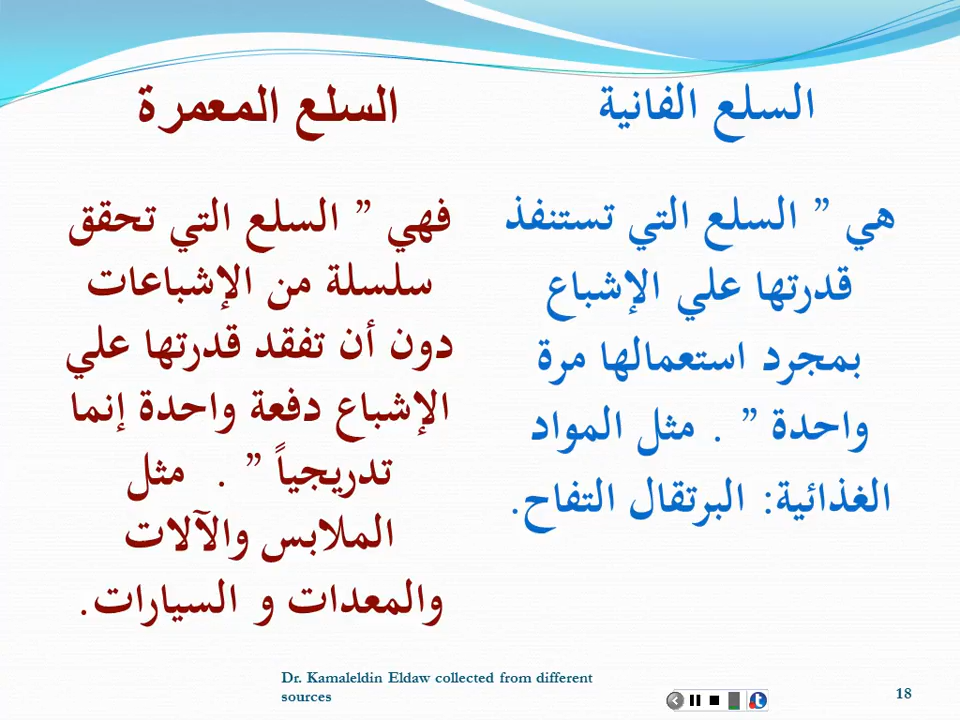 السلع الفانية
هي ” السلع التي تستنفذ
قدرتها علي الإشباع
بمجرد استعمالها مرة
واحدة ” . مثل المواد
الغذائية: البرتقال التفاح.
السلع المعمرة
فهي ” السلع التي تحقق
سلسلة من الإشباعات
دون أن تفقد قدرتها علي
الإشباع دفعة واحدة إنما
تدريجياً ” . مثل
الملابس والآلات
والمعدات و السيارات.
Dr. Kamaleldin Eldaw collected from different
sources
18